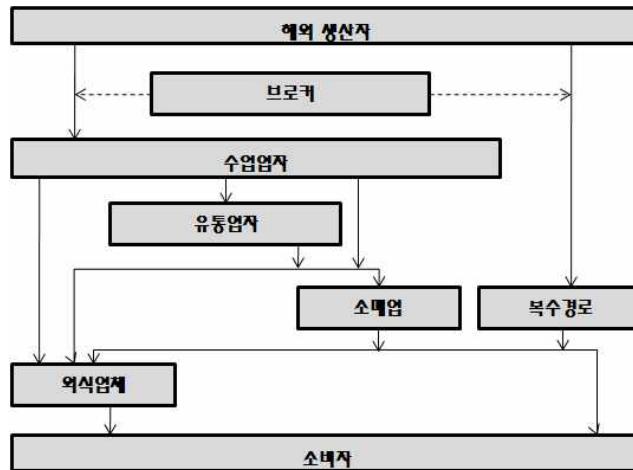 해외 생산자
브로커
수업업자
유통업자
소매업
복수경로
외식업체
소비자